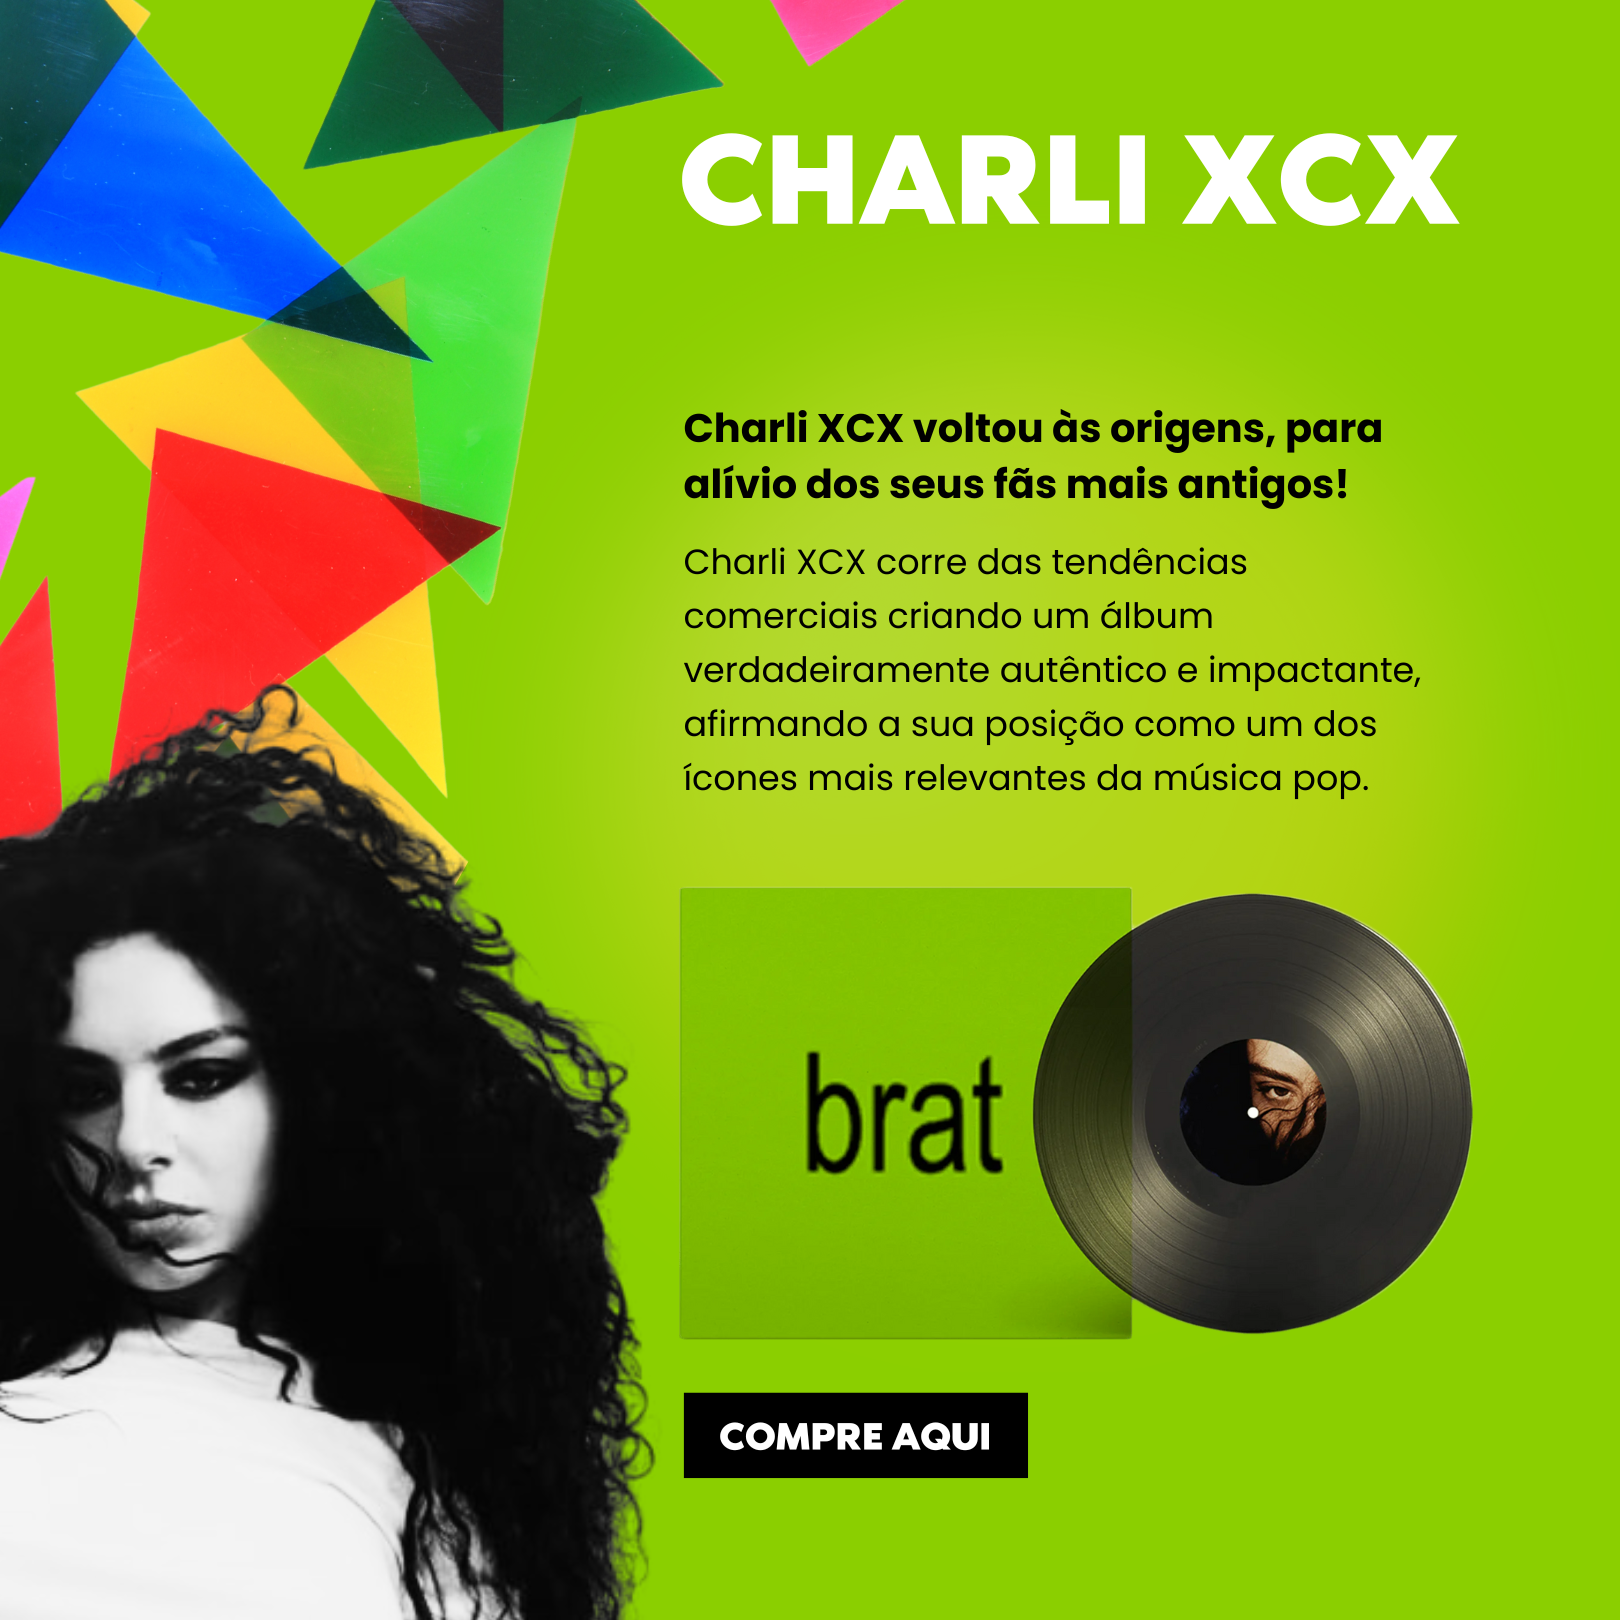 CHARLI XCX
Charli XCX voltou às origens, para
alívio dos seus fãs mais antigos!
Charli XCX corre das tendências
comerciais criando um álbum
verdadeiramente autêntico e impactante,
afirmando a sua posição como um dos
ícones mais relevantes da música pop.
brat
COMPRE AQUI